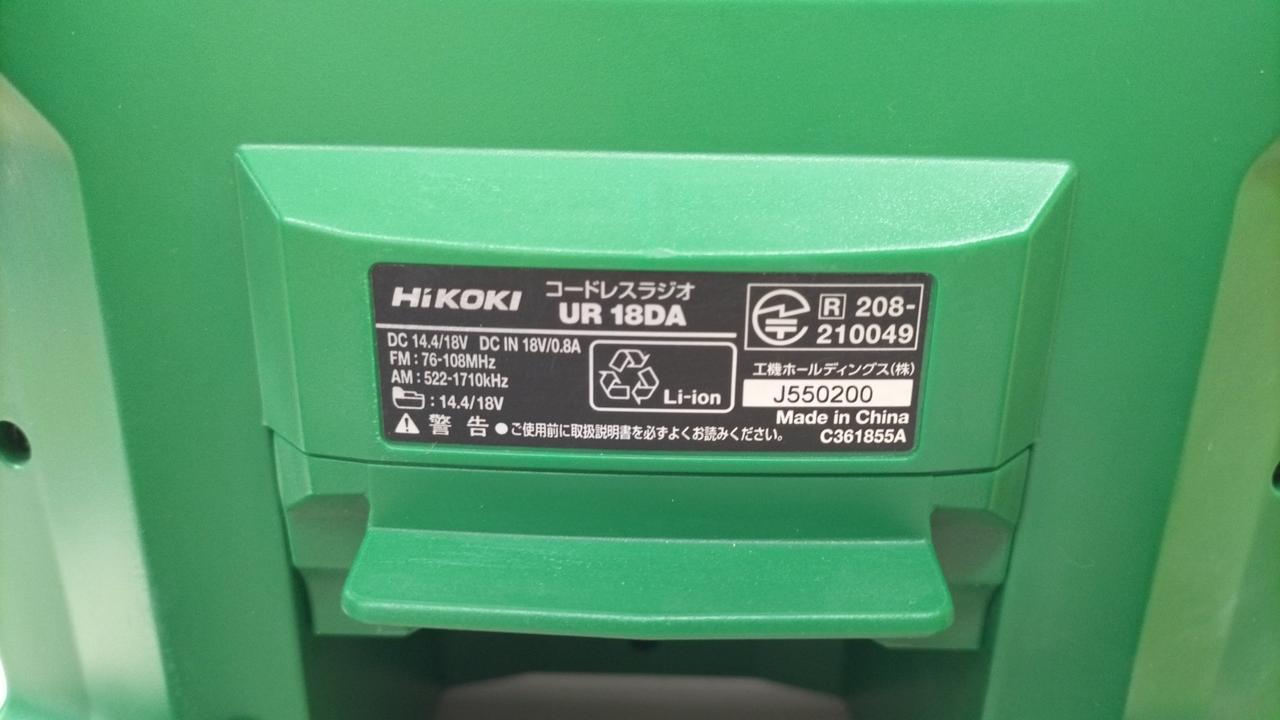 HiKOKI
コードレスラジオ
UR 18DA
DC 14.4/18V DC IN 18V/0.8A
FM : 76-108MHz
AM : 522-1710kHz
: 14.4/18V
Li-ion
警告 ●ご使用前に取扱説明書を必ずよくお読みください。
R 208-
210049
工機ホールディングス(株)
J550200
Made in China
C361855A